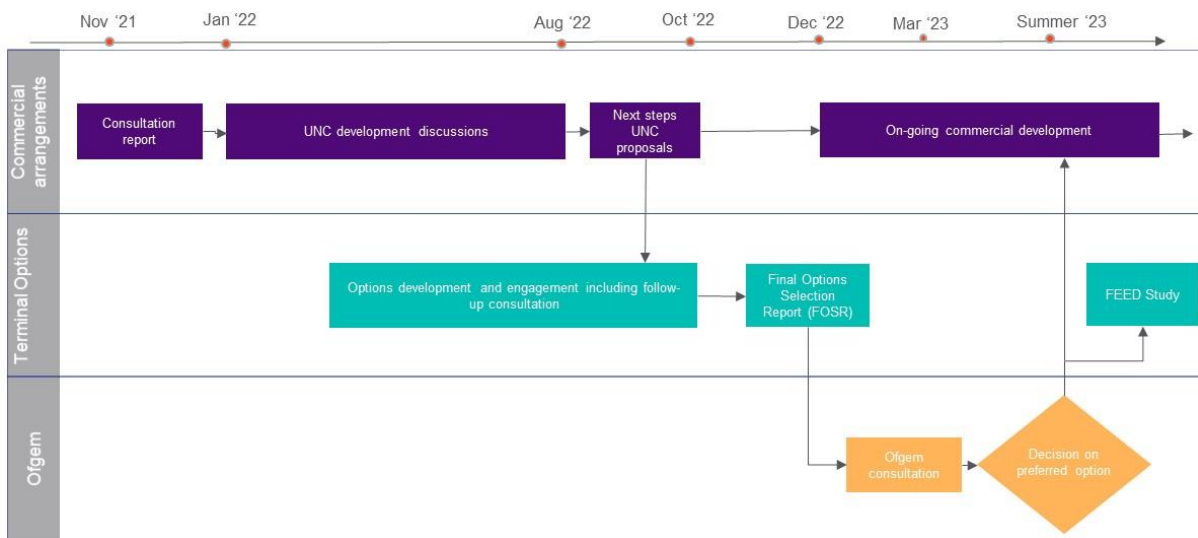 Nov ‘21
Jan ‘22
Aug ‘22
Oct ‘22
Dec ‘22
Mar ‘23
Summer ‘23
Commercial
arrangements
Consultation
report
UNC development discussions
Next steps
UNC
proposals
On-going commercial development
Terminal Options
Options development and engagement including follow-
up consultation
Final Options
Selection
Report (FOSR)
FEED Study
Ofgem
Ofgem
consultation
Decision on
preferred option